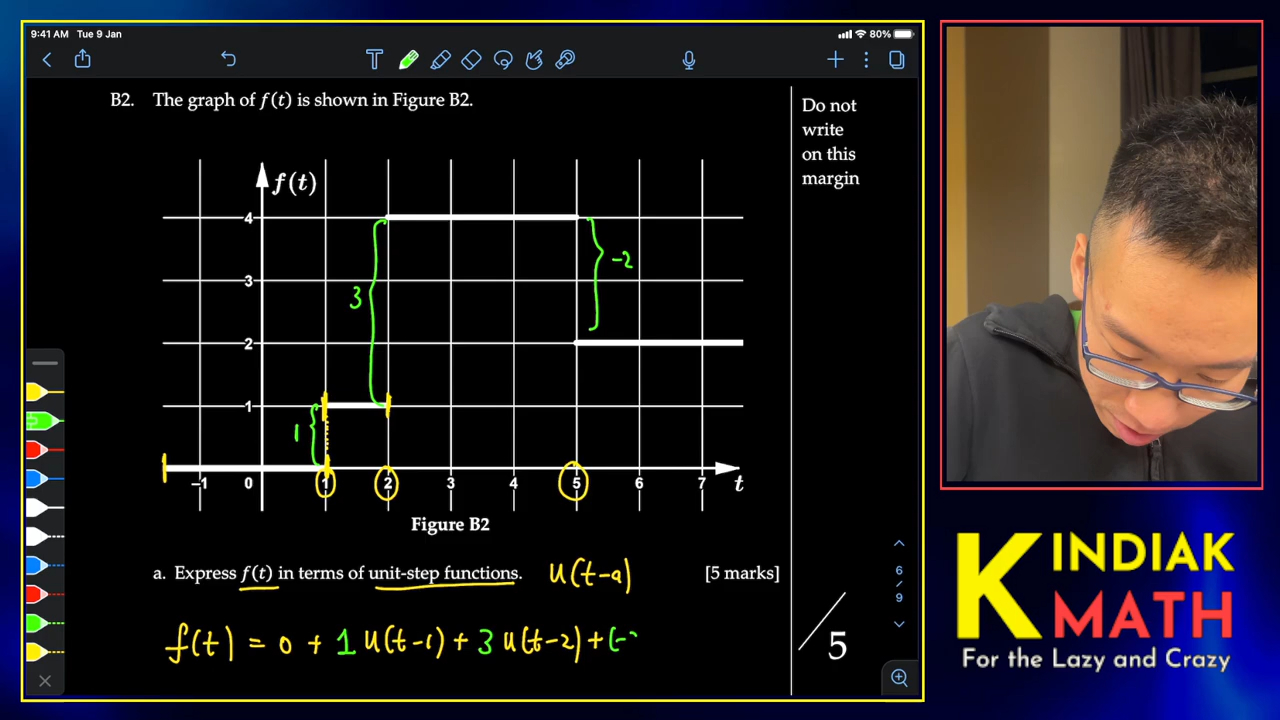 9:41 AM Tue 9 Jan 80%
T
B2. The graph of f(t) is shown in Figure B2.
Do not
write
on this
margin
f(t)
4
3
2
1
3
-2
1
-1 0 1 2 3 4 5 6 7 t
Figure B2
a. Express f(t) in terms of unit-step functions. u(t-a) [5 marks]
f(t) = 0 + 1 u(t-1) + 3 u(t-2) + (-
5
6
9
KINDIAK
MATH
For the Lazy and Crazy